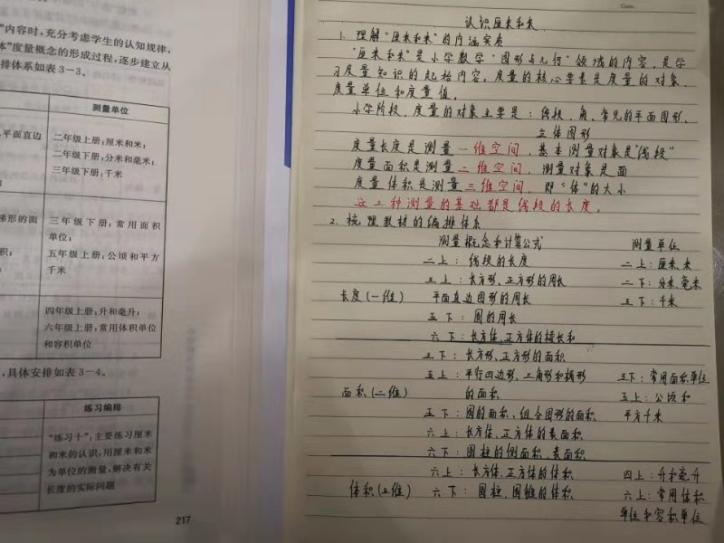 "内容时,充分考虑学生的认知规律,
体"度量概念的形成过程,逐步建立从
排体系如表3-3。
测量单位
平面直边
二年级上册:厘米和米;
二年级下册:分米和毫米;
三年级下册:千米
梯形的面
积;
三年级下册:常用面积
单位;
五年级上册:公顷和平方
千米
四年级上册:升和毫升;
六年级上册:常用体积单位
和容积单位
,具体安排如表3-4。
练习编排
"练习十",主要练习厘米
和米的认识,用厘米和米
为单位的测量,解决有关
长度的实际问题
217
Date.
认识厘米和米
1. 理解"厘米和米"的内涵实质
"厘米和米"是小学数学"图形与几何"领域的内容,是学
习度量知识的起始内容。度量的核心要素是度量的对象、
度量单位和度量值。
小学阶段,度量的对象主要是:线段、角、常见的平面图形、
立体图形
度量长度是测量一维空间,基本测量对象是"线段"
度量面积是测量二维空间,测量对象是面
度量体积是测量三维空间,即"体"的大小
这三种测量的基础都是线段的长度。
2. 梳理教材的编排体系
测量概念和计算公式 测量单位
二上:线段的长度 二上:厘米、米
三上:长方形、正方形的周长 二下:分米、毫米
长度(一维) 平面直边图形的周长 三下:千米
五下:圆的周长
六下:长方体、正方体的棱长和
三下:长方形、正方形的面积
五上:平行四边形、三角形和梯形 三下:常用面积单位
面积(二维) 的面积 五上:公顷和
五下:圆的面积,组合图形的面积 平方千米
六上:长方体、正方体的表面积
六下:圆柱的侧面积、表面积
六上:长方体、正方体的体积 四上:升和毫升
体积(三维) 六下:圆柱、圆锥的体积 六上:常用体积
单位和容积单位